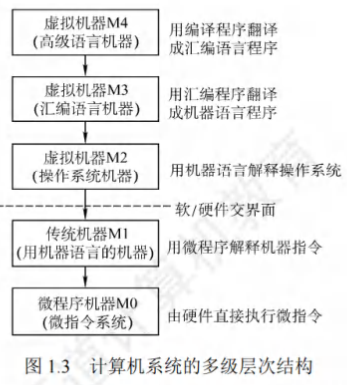 虚拟机器M4
(高级语言机器)
用编译程序翻译
成汇编语言程序
虚拟机器M3
(汇编语言机器)
用汇编程序翻译
成机器语言程序
虚拟机器M2
(操作系统机器)
用机器语言解释操作系统
软/硬件交界面
传统机器M1
(用机器语言的机器)
用微程序解释机器指令
微程序机器M0
(微指令系统)
由硬件直接执行微指令
图 1.3 计算机系统的多级层次结构